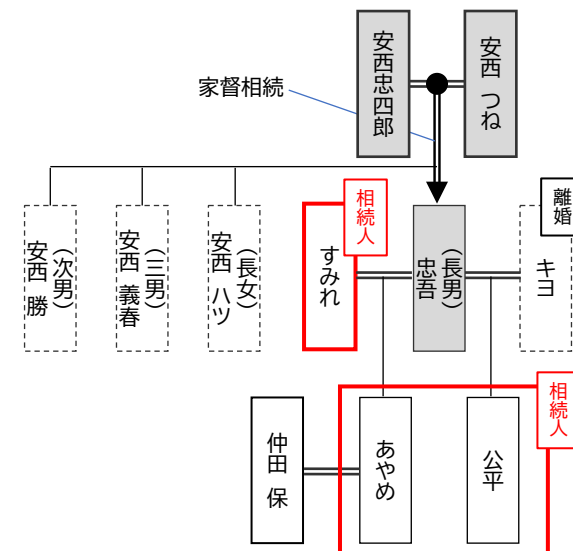 安西忠四郎
安西 つね
家督相続
離婚
相続人
(次男)
安西 勝
(三男)
安西 義春
(長女)
安西 ハツ
すみれ
(長男)
忠吾
キヨ
相続人
仲田 保
あやめ
公平